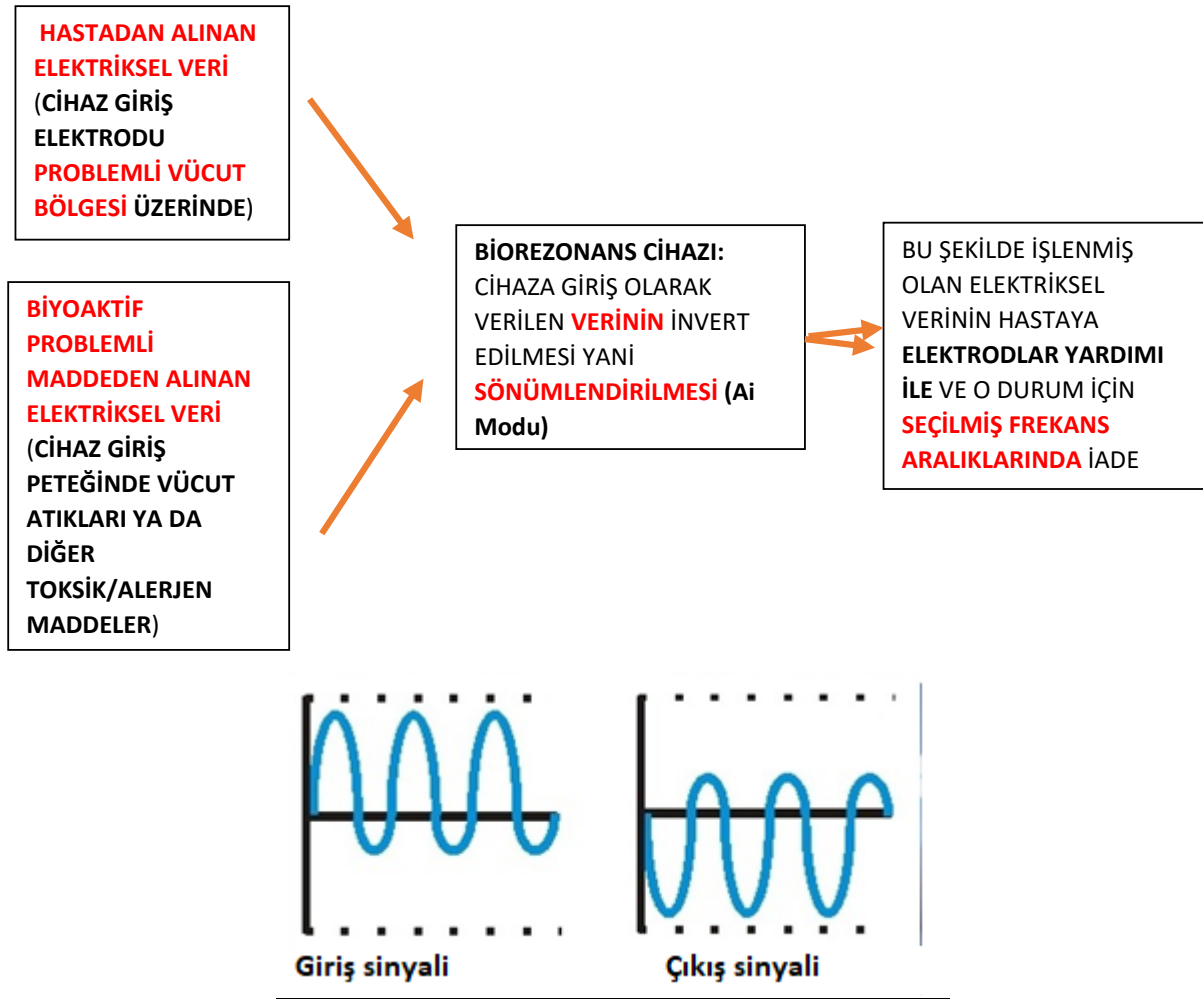 HASTADAN ALINAN
ELEKTRİKSEL VERİ
(CİHAZ GİRİŞ
ELEKTRODU
PROBLEMLİ VÜCUT
BÖLGESİ ÜZERİNDE)
BİYOAKTİF
PROBLEMLİ
MADDEDEN ALINAN
ELEKTRİKSEL VERİ
(CİHAZ GİRİŞ
PETEĞİNDE VÜCUT
ATIKLARI YA DA
DİĞER
TOKSİK/ALERJEN
MADDELER)
BİOREZONANS CİHAZI:
CİHAZA GİRİŞ OLARAK
VERİLEN VERİNİN İNVERT
EDİLMESİ YANİ
SÖNÜMLENDİRİLMESİ (Ai
Modu)
BU ŞEKİLDE İŞLENMİŞ
OLAN ELEKTRİKSEL
VERİNİN HASTAYA
ELEKTRODLAR YARDIMI
İLE VE O DURUM İÇİN
SEÇİLMİŞ FREKANS
ARALIKLARINDA İADE
Giriş sinyali
Çıkış sinyali